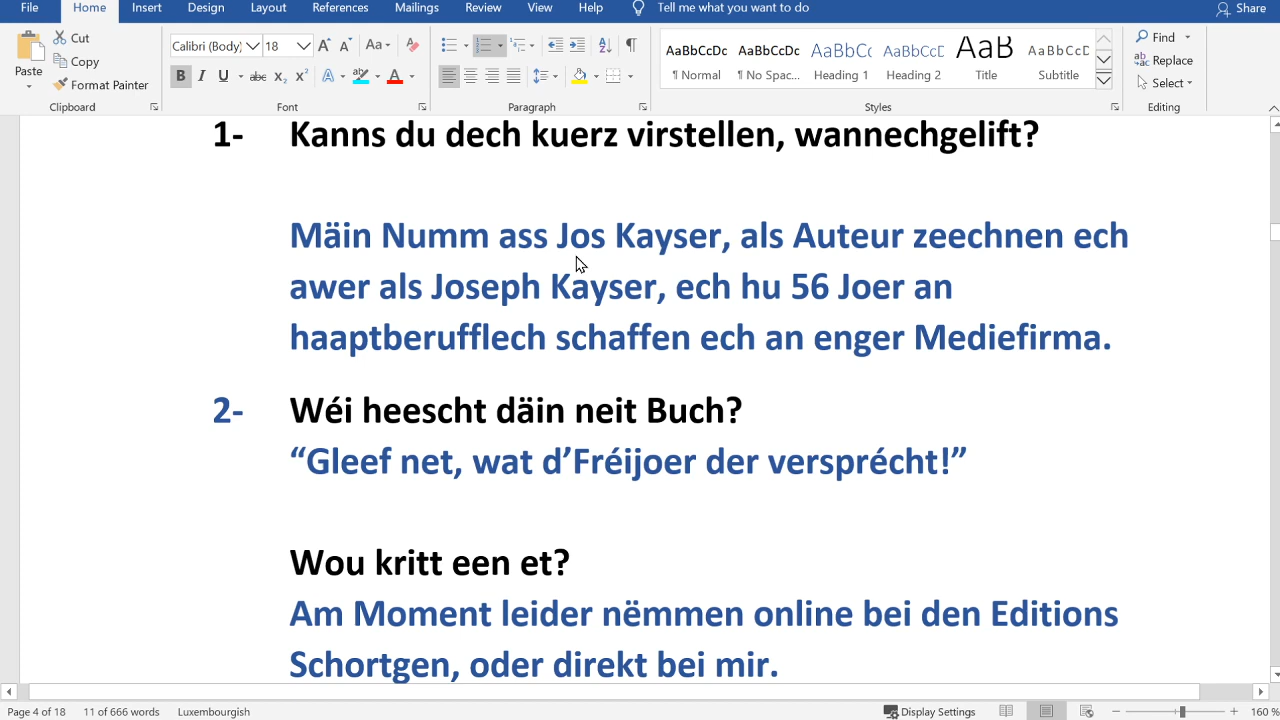 File Home Insert Design Layout References Mailings Review View Help Tell me what you want to do Share
Cut
Copy
Paste
Format Painter
Calibri (Body) 18
AaBbCcDc AaBbCcDc AaBbCc AaBbCcD AaB AaBbCcD
¶ Normal ¶ No Spac... Heading 1 Heading 2 Title Subtitle
Find
Replace
Select
Clipboard Font Paragraph Styles Editing
1- Kanns du dech kuerz virstellen, wannechgelift?
Mäin Numm ass Jos Kayser, als Auteur zeechnen ech
awer als Joseph Kayser, ech hu 56 Joer an
haaptberufflech schaffen ech an enger Mediefirma.
2- Wéi heescht däin neit Buch?
“Gleef net, wat d’Fréijoer der versprécht!”
Wou kritt een et?
Am Moment leider nëmmen online bei den Editions
Schortgen, oder direkt bei mir.
Page 4 of 18 11 of 666 words Luxembourgish Display Settings 160 %